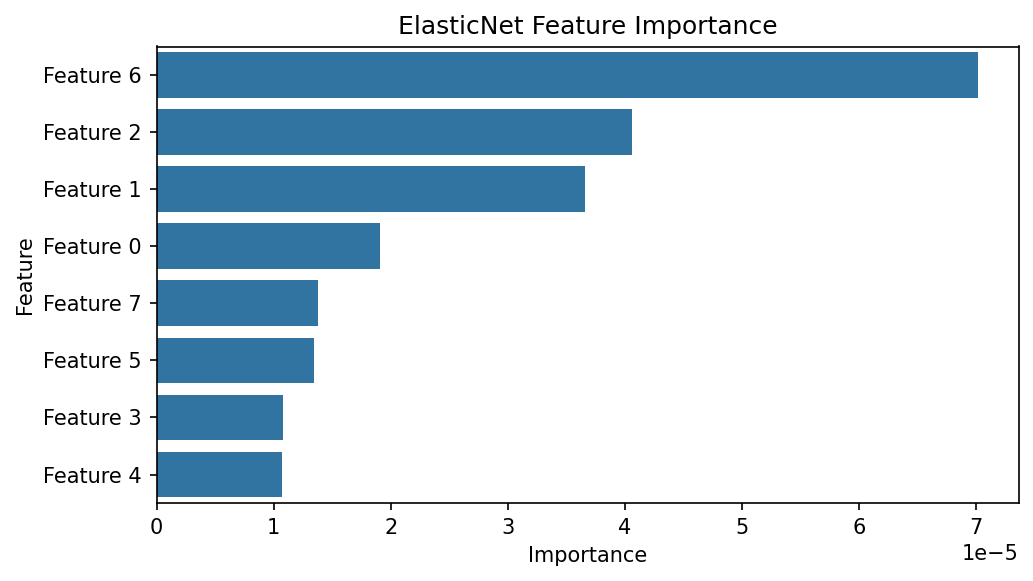 ElasticNet Feature Importance
Feature 6
Feature 2
Feature 1
Feature 0
Feature 7
Feature 5
Feature 3
Feature 4
Feature
0 1 2 3 4 5 6 7
1e−5
Importance